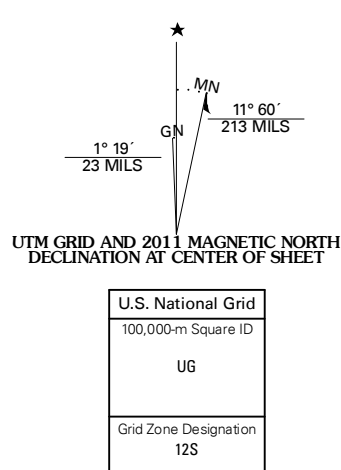 MN
GN
11° 60´
213 MILS
1° 19´
23 MILS
UTM GRID AND 2011 MAGNETIC NORTH
DECLINATION AT CENTER OF SHEET
U.S. National Grid
100,000-m Square ID
UG
Grid Zone Designation
12S